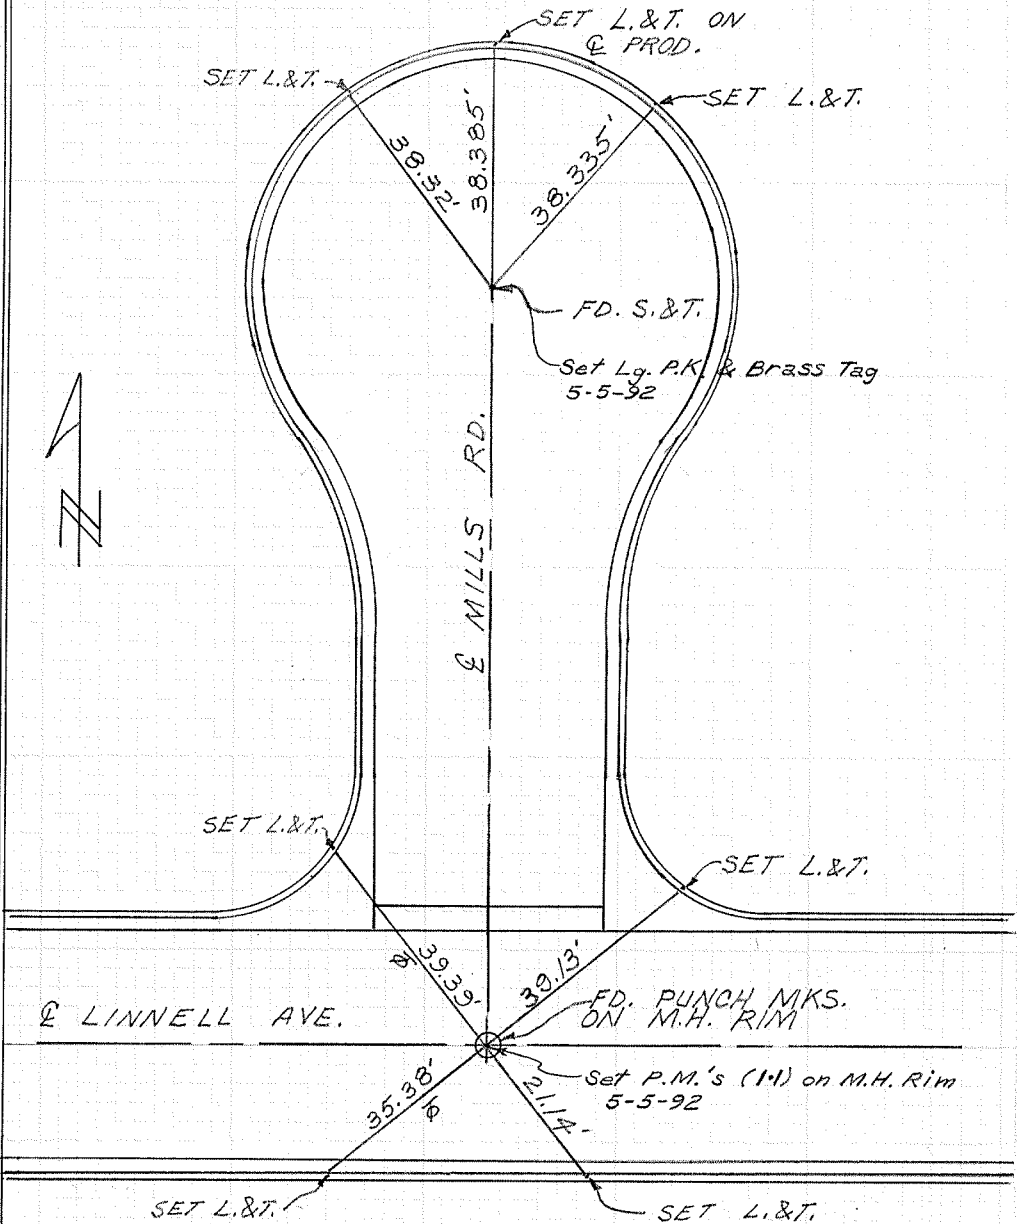 SET L.&T. ON
℄ PROD.
SET L.&T.
SET L.&T.
38.32'
38.385'
38.335'
FD. S.&T.
Set Lg. P.K. & Brass Tag
5-5-92
℄ MILLS RD.
N
SET L.&T.
SET L.&T.
39.39'
39.13'
FD. PUNCH MKS.
ON M.H. RIM
℄ LINNELL AVE.
Set P.M.'s (1·1) on M.H. Rim
5-5-92
35.38'
21.14'
SET L.&T.
SET L.&T.